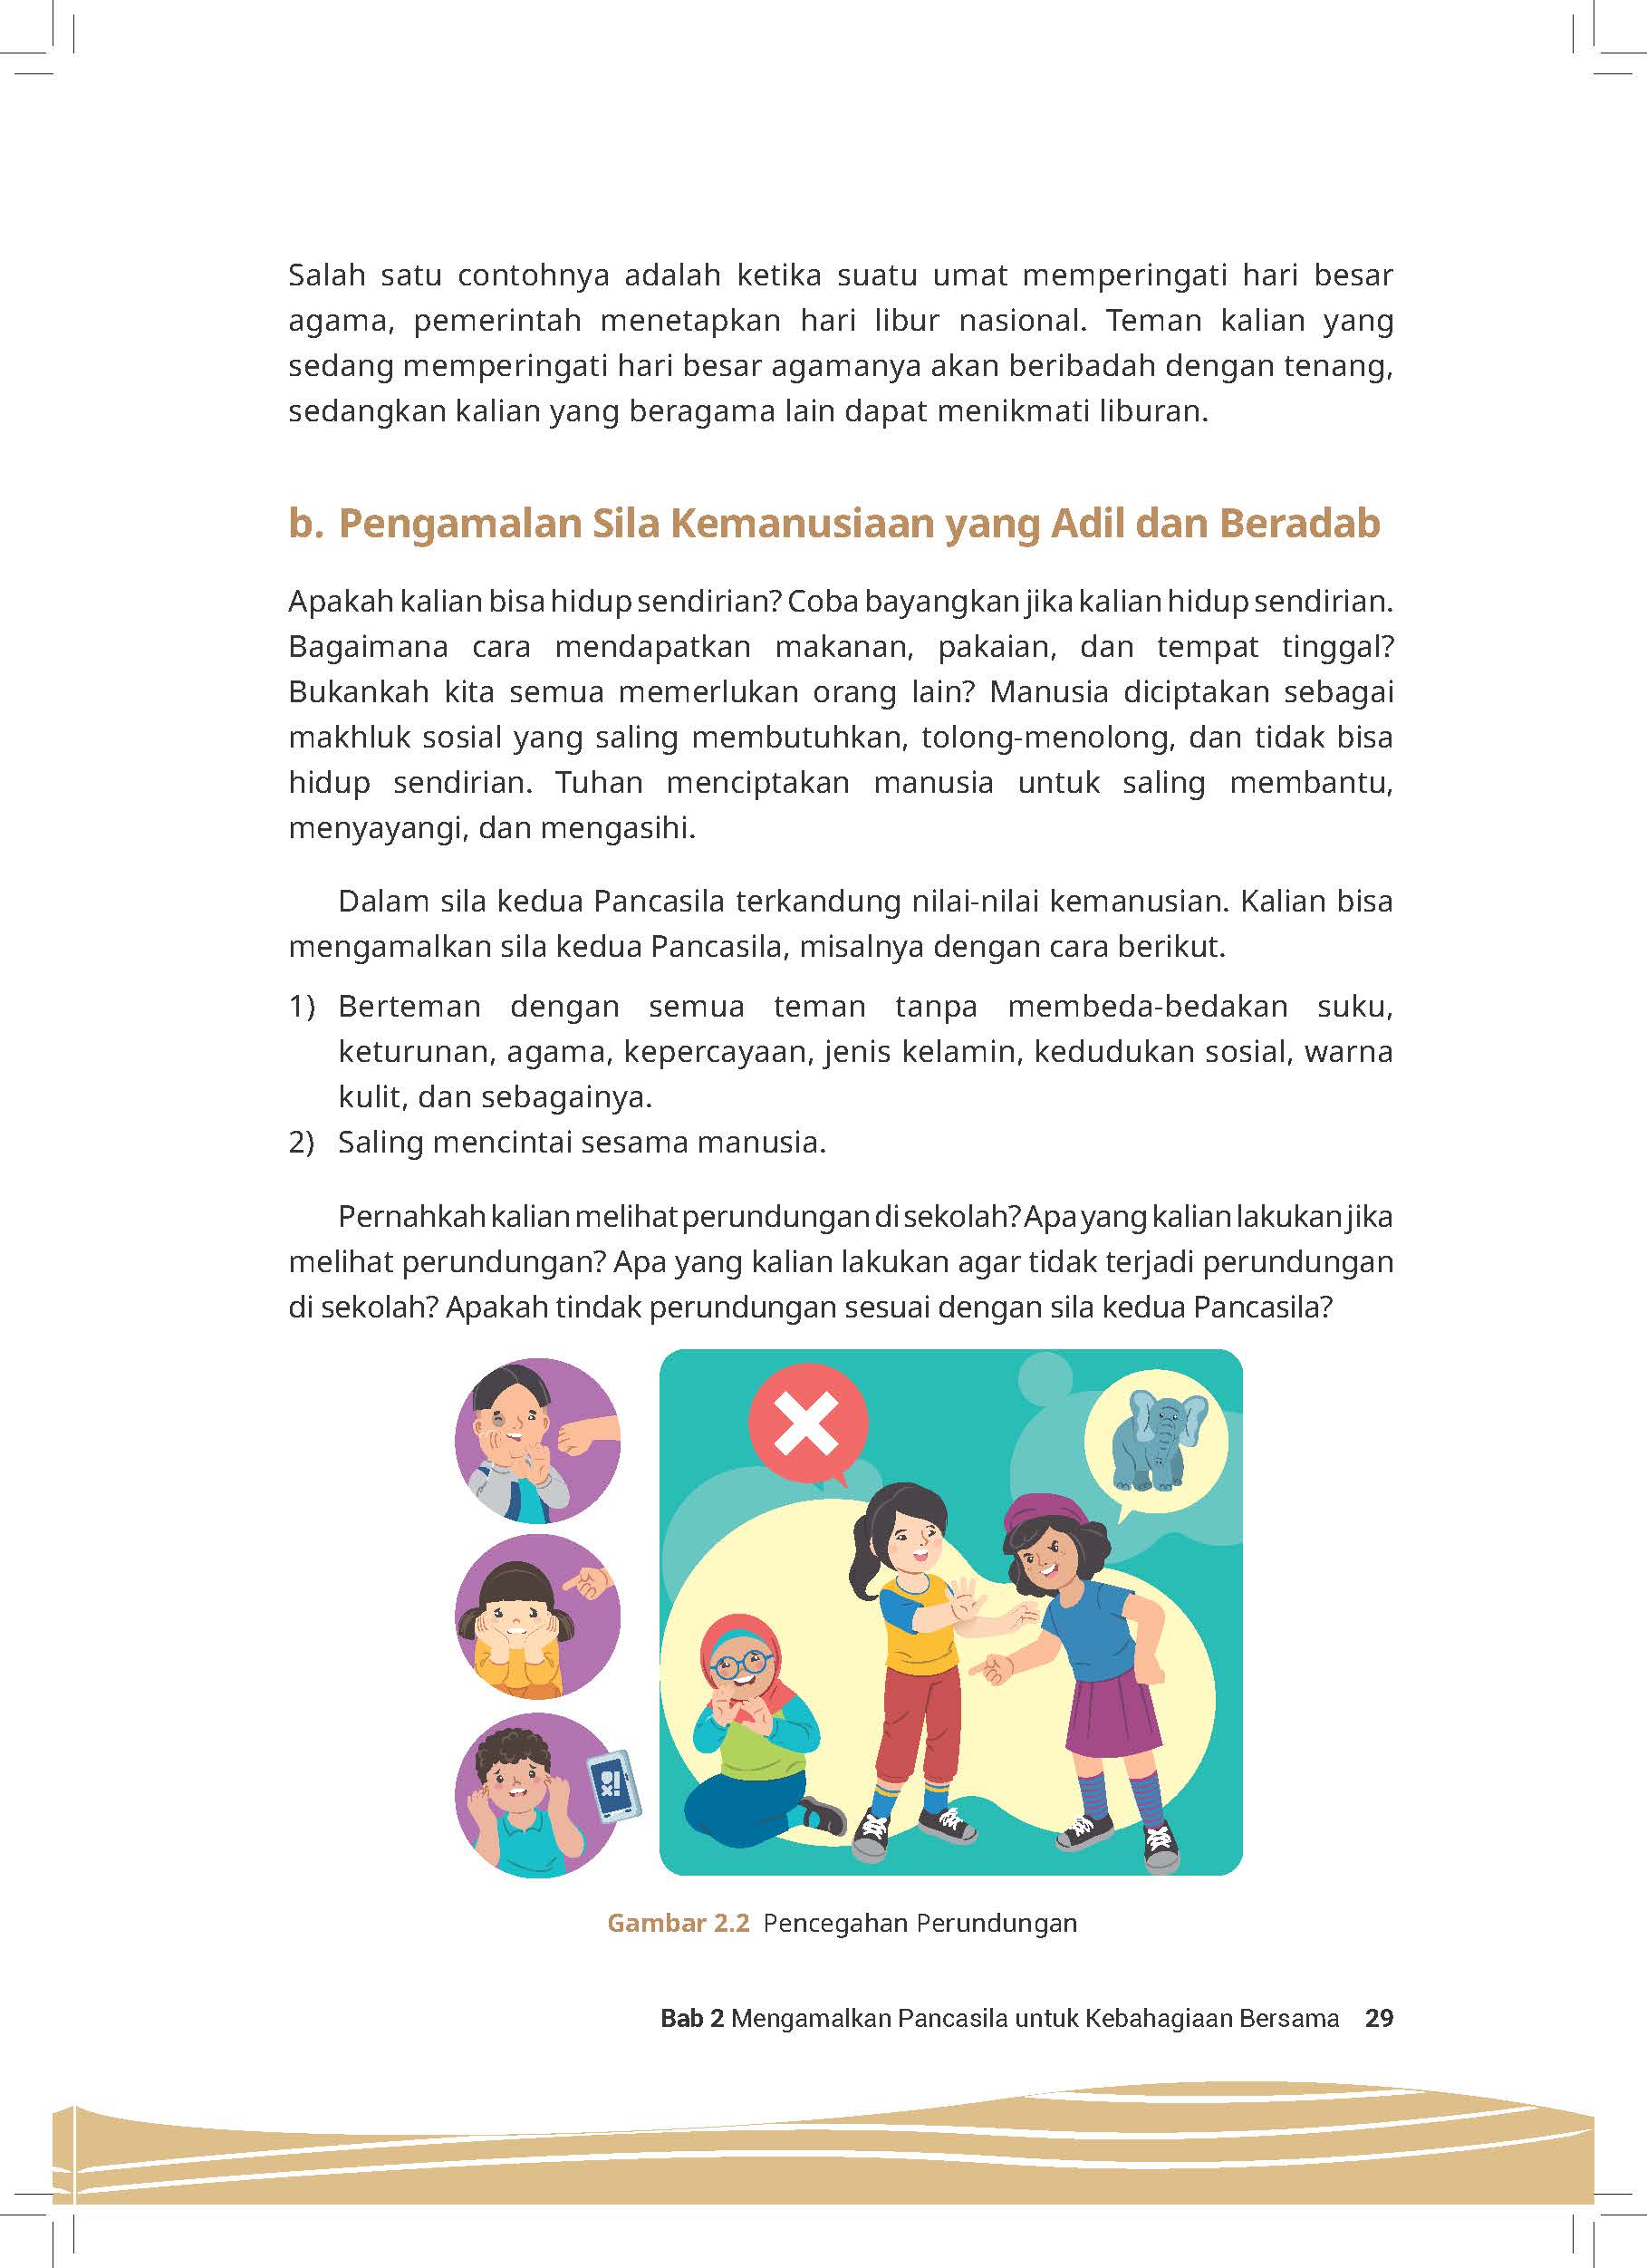 Salah satu contohnya adalah ketika suatu umat memperingati hari besar
agama, pemerintah menetapkan hari libur nasional. Teman kalian yang
sedang memperingati hari besar agamanya akan beribadah dengan tenang,
sedangkan kalian yang beragama lain dapat menikmati liburan.
b. Pengamalan Sila Kemanusiaan yang Adil dan Beradab
Apakah kalian bisa hidup sendirian? Coba bayangkan jika kalian hidup sendirian.
Bagaimana cara mendapatkan makanan, pakaian, dan tempat tinggal?
Bukankah kita semua memerlukan orang lain? Manusia diciptakan sebagai
makhluk sosial yang saling membutuhkan, tolong-menolong, dan tidak bisa
hidup sendirian. Tuhan menciptakan manusia untuk saling membantu,
menyayangi, dan mengasihi.
Dalam sila kedua Pancasila terkandung nilai-nilai kemanusian. Kalian bisa
mengamalkan sila kedua Pancasila, misalnya dengan cara berikut.
1) Berteman dengan semua teman tanpa membeda-bedakan suku,
keturunan, agama, kepercayaan, jenis kelamin, kedudukan sosial, warna
kulit, dan sebagainya.
2) Saling mencintai sesama manusia.
Pernahkah kalian melihat perundungan di sekolah? Apa yang kalian lakukan jika
melihat perundungan? Apa yang kalian lakukan agar tidak terjadi perundungan
di sekolah? Apakah tindak perundungan sesuai dengan sila kedua Pancasila?
Gambar 2.2 Pencegahan Perundungan
Bab 2 Mengamalkan Pancasila untuk Kebahagiaan Bersama 29